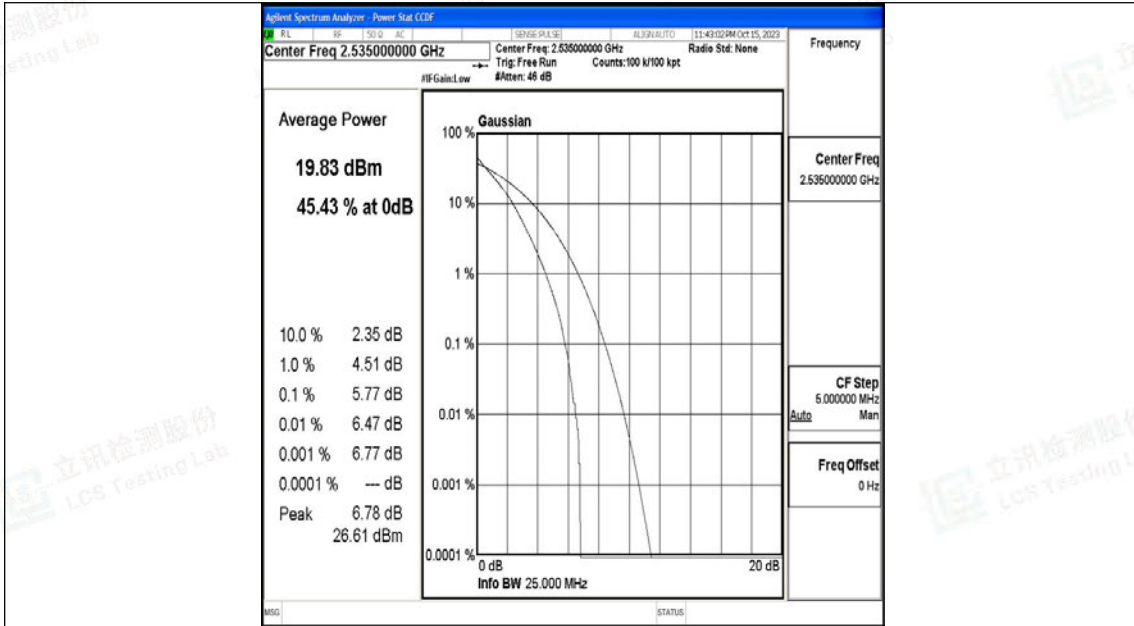 Agilent Spectrum Analyzer - Power Stat CCDF
RL RF 50 Ω AC SENSE:PULSE ALIGNAUTO 11:43:02 PM Oct 15, 2023
Center Freq 2.535000000 GHz
Center Freq: 2.535000000 GHz Radio Std: None
Trig: Free Run Counts:100 k/100 kpt
#IFGain:Low #Atten: 46 dB
Frequency
Average Power
19.83 dBm
45.43 % at 0dB
10.0 % 2.35 dB
1.0 % 4.51 dB
0.1 % 5.77 dB
0.01 % 6.47 dB
0.001 % 6.77 dB
0.0001 % --- dB
Peak 6.78 dB
26.61 dBm
Gaussian
100 %
10 %
1 %
0.1 %
0.01 %
0.001 %
0.0001 %
0 dB 20 dB
Info BW 25.000 MHz
Center Freq
2.535000000 GHz
CF Step
5.000000 MHz
Auto Man
Freq Offset
0 Hz
MSG STATUS
立讯检测股份
LCS Testing Lab
立讯检测股份
LCS Testing